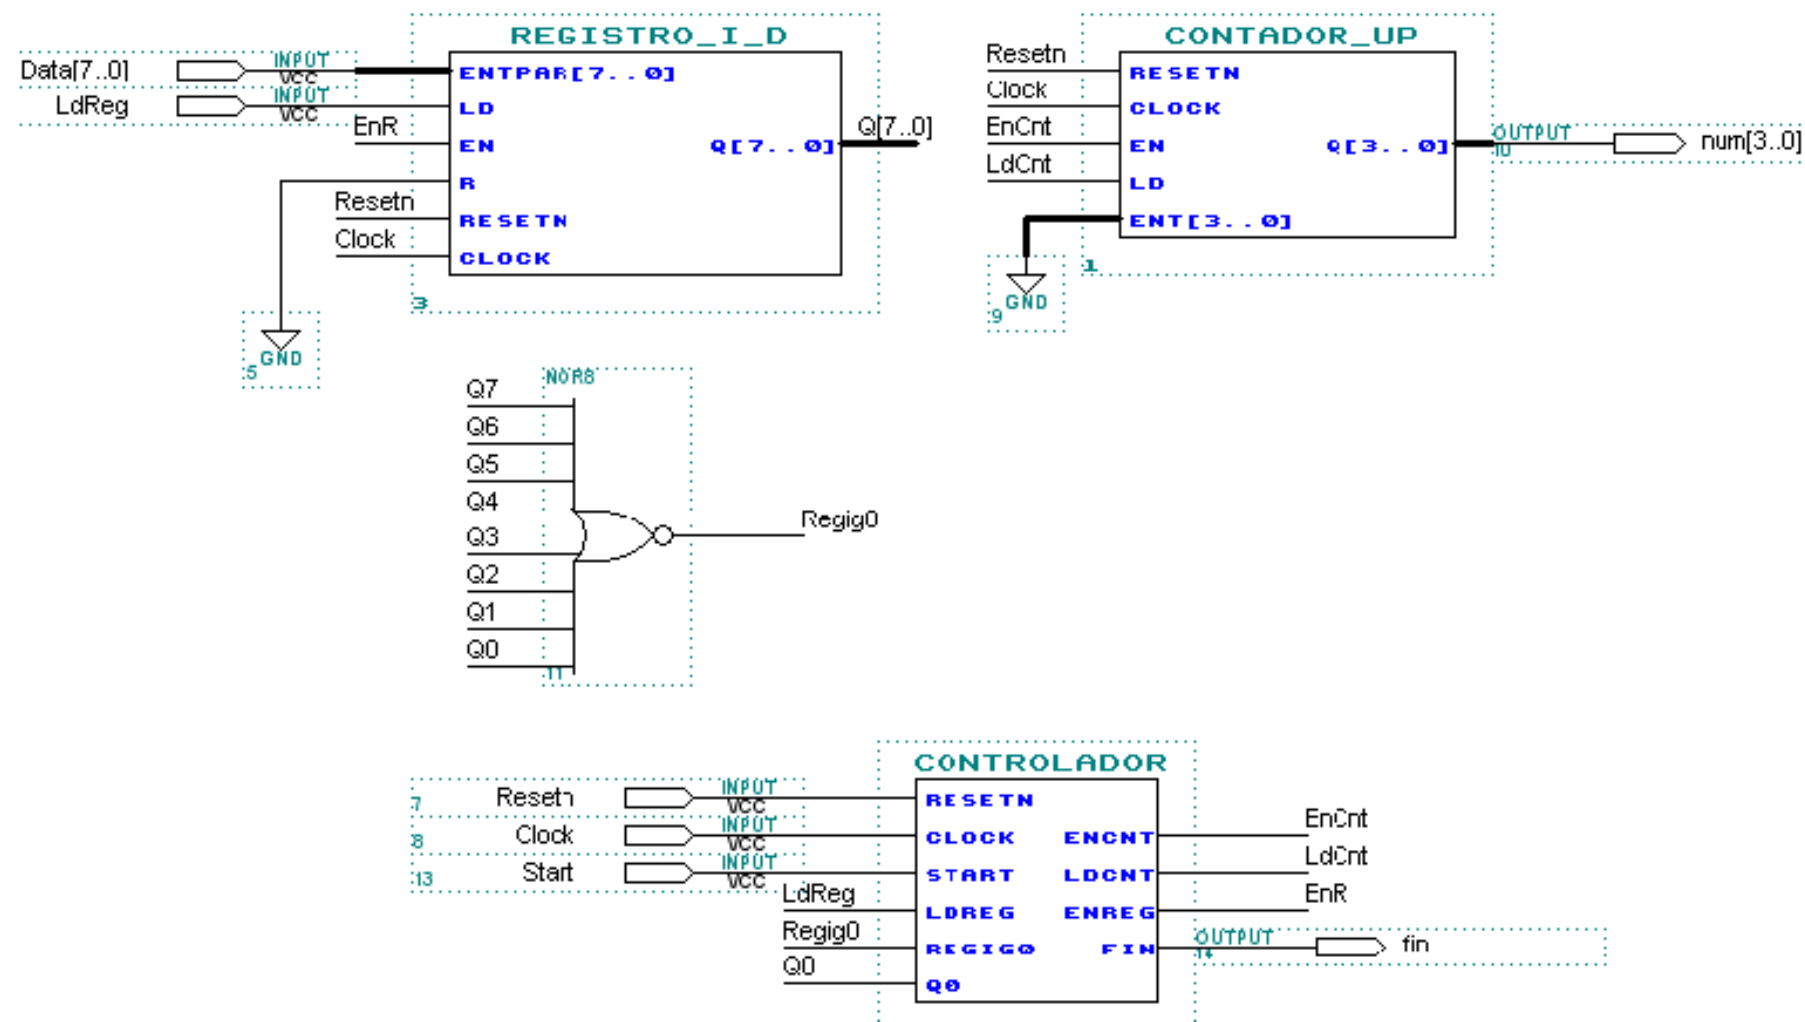 REGISTRO_I_D
Data[7..0]
INPUT
VCC
ENTPAR[7..0]
LdReg
INPUT
VCC
LD
EnR
EN
Q[7..0]
Q[7..0]
R
Resetn
RESETN
Clock
CLOCK
3
GND
5
CONTADOR_UP
Resetn
RESETN
Clock
CLOCK
EnCnt
EN
Q[3..0]
OUTPUT
10
num[3..0]
LdCnt
LD
ENT[3..0]
1
GND
9
NOR8
Q7
Q6
Q5
Q4
Q3
Q2
Q1
Q0
11
Regig0
CONTROLADOR
7
Resetn
INPUT
VCC
RESETN
8
Clock
INPUT
VCC
CLOCK
ENCNT
EnCnt
13
Start
INPUT
VCC
START
LDCNT
LdCnt
LdReg
LDREG
ENREG
EnR
Regig0
REGIG0
FIN
OUTPUT
14
fin
Q0
Q0